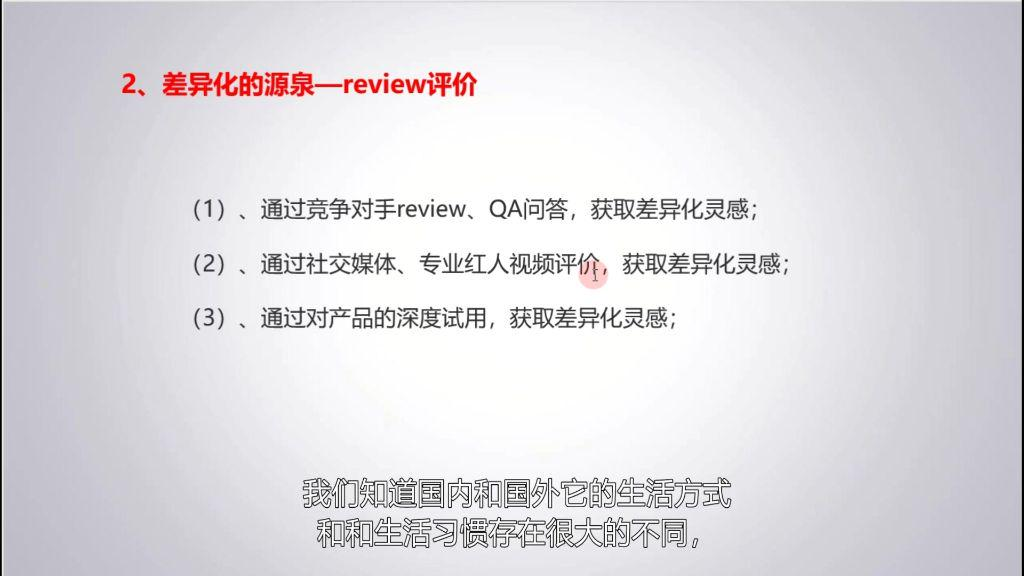 2、差异化的源泉—review评价
（1）、通过竞争对手review、QA问答，获取差异化灵感；
（2）、通过社交媒体、专业红人视频评价，获取差异化灵感；
（3）、通过对产品的深度试用，获取差异化灵感；
我们知道国内和国外它的生活方式
和和生活习惯存在很大的不同，